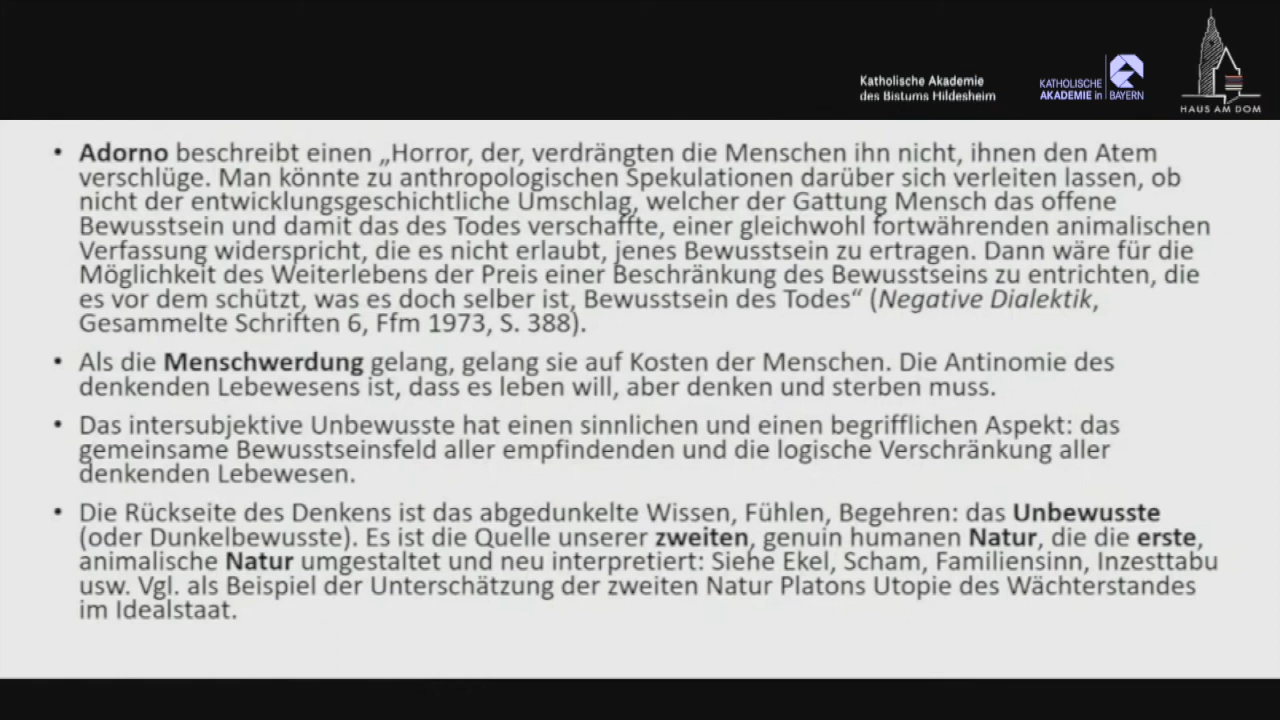 Katholische Akademie
des Bistums Hildesheim
KATHOLISCHE
AKADEMIE in BAYERN
HAUS AM DOM
• Adorno beschreibt einen „Horror, der, verdrängten die Menschen ihn nicht, ihnen den Atem
verschlüge. Man könnte zu anthropologischen Spekulationen darüber sich verleiten lassen, ob
nicht der entwicklungsgeschichtliche Umschlag, welcher der Gattung Mensch das offene
Bewusstsein und damit das des Todes verschaffte, einer gleichwohl fortwährenden animalischen
Verfassung widerspricht, die es nicht erlaubt, jenes Bewusstsein zu ertragen. Dann wäre für die
Möglichkeit des Weiterlebens der Preis einer Beschränkung des Bewusstseins zu entrichten, die
es vor dem schützt, was es doch selber ist, Bewusstsein des Todes“ (Negative Dialektik,
Gesammelte Schriften 6, Ffm 1973, S. 388).
• Als die Menschwerdung gelang, gelang sie auf Kosten der Menschen. Die Antinomie des
denkenden Lebewesens ist, dass es leben will, aber denken und sterben muss.
• Das intersubjektive Unbewusste hat einen sinnlichen und einen begrifflichen Aspekt: das
gemeinsame Bewusstseinsfeld aller empfindenden und die logische Verschränkung aller
denkenden Lebewesen.
• Die Rückseite des Denkens ist das abgedunkelte Wissen, Fühlen, Begehren: das Unbewusste
(oder Dunkelbewusste). Es ist die Quelle unserer zweiten, genuin humanen Natur, die die erste,
animalische Natur umgestaltet und neu interpretiert: Siehe Ekel, Scham, Familiensinn, Inzesttabu
usw. Vgl. als Beispiel der Unterschätzung der zweiten Natur Platons Utopie des Wächterstandes
im Idealstaat.